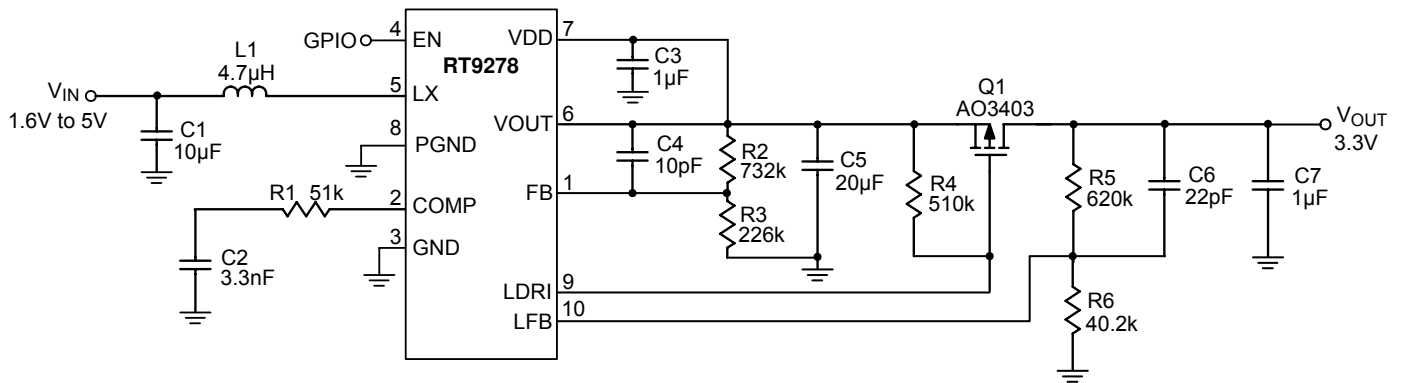 GPIO
4
EN
RT9278
VDD
7
C3
1µF
L1
4.7µH
VIN
1.6V to 5V
5
LX
C1
10µF
8
PGND
VOUT
6
C4
10pF
R2
732k
C5
20µF
Q1
AO3403
VOUT
3.3V
R4
510k
R5
620k
C6
22pF
C7
1µF
FB
1
R3
226k
R1 51k
2
COMP
3
GND
C2
3.3nF
LDRI
9
LFB
10
R6
40.2k